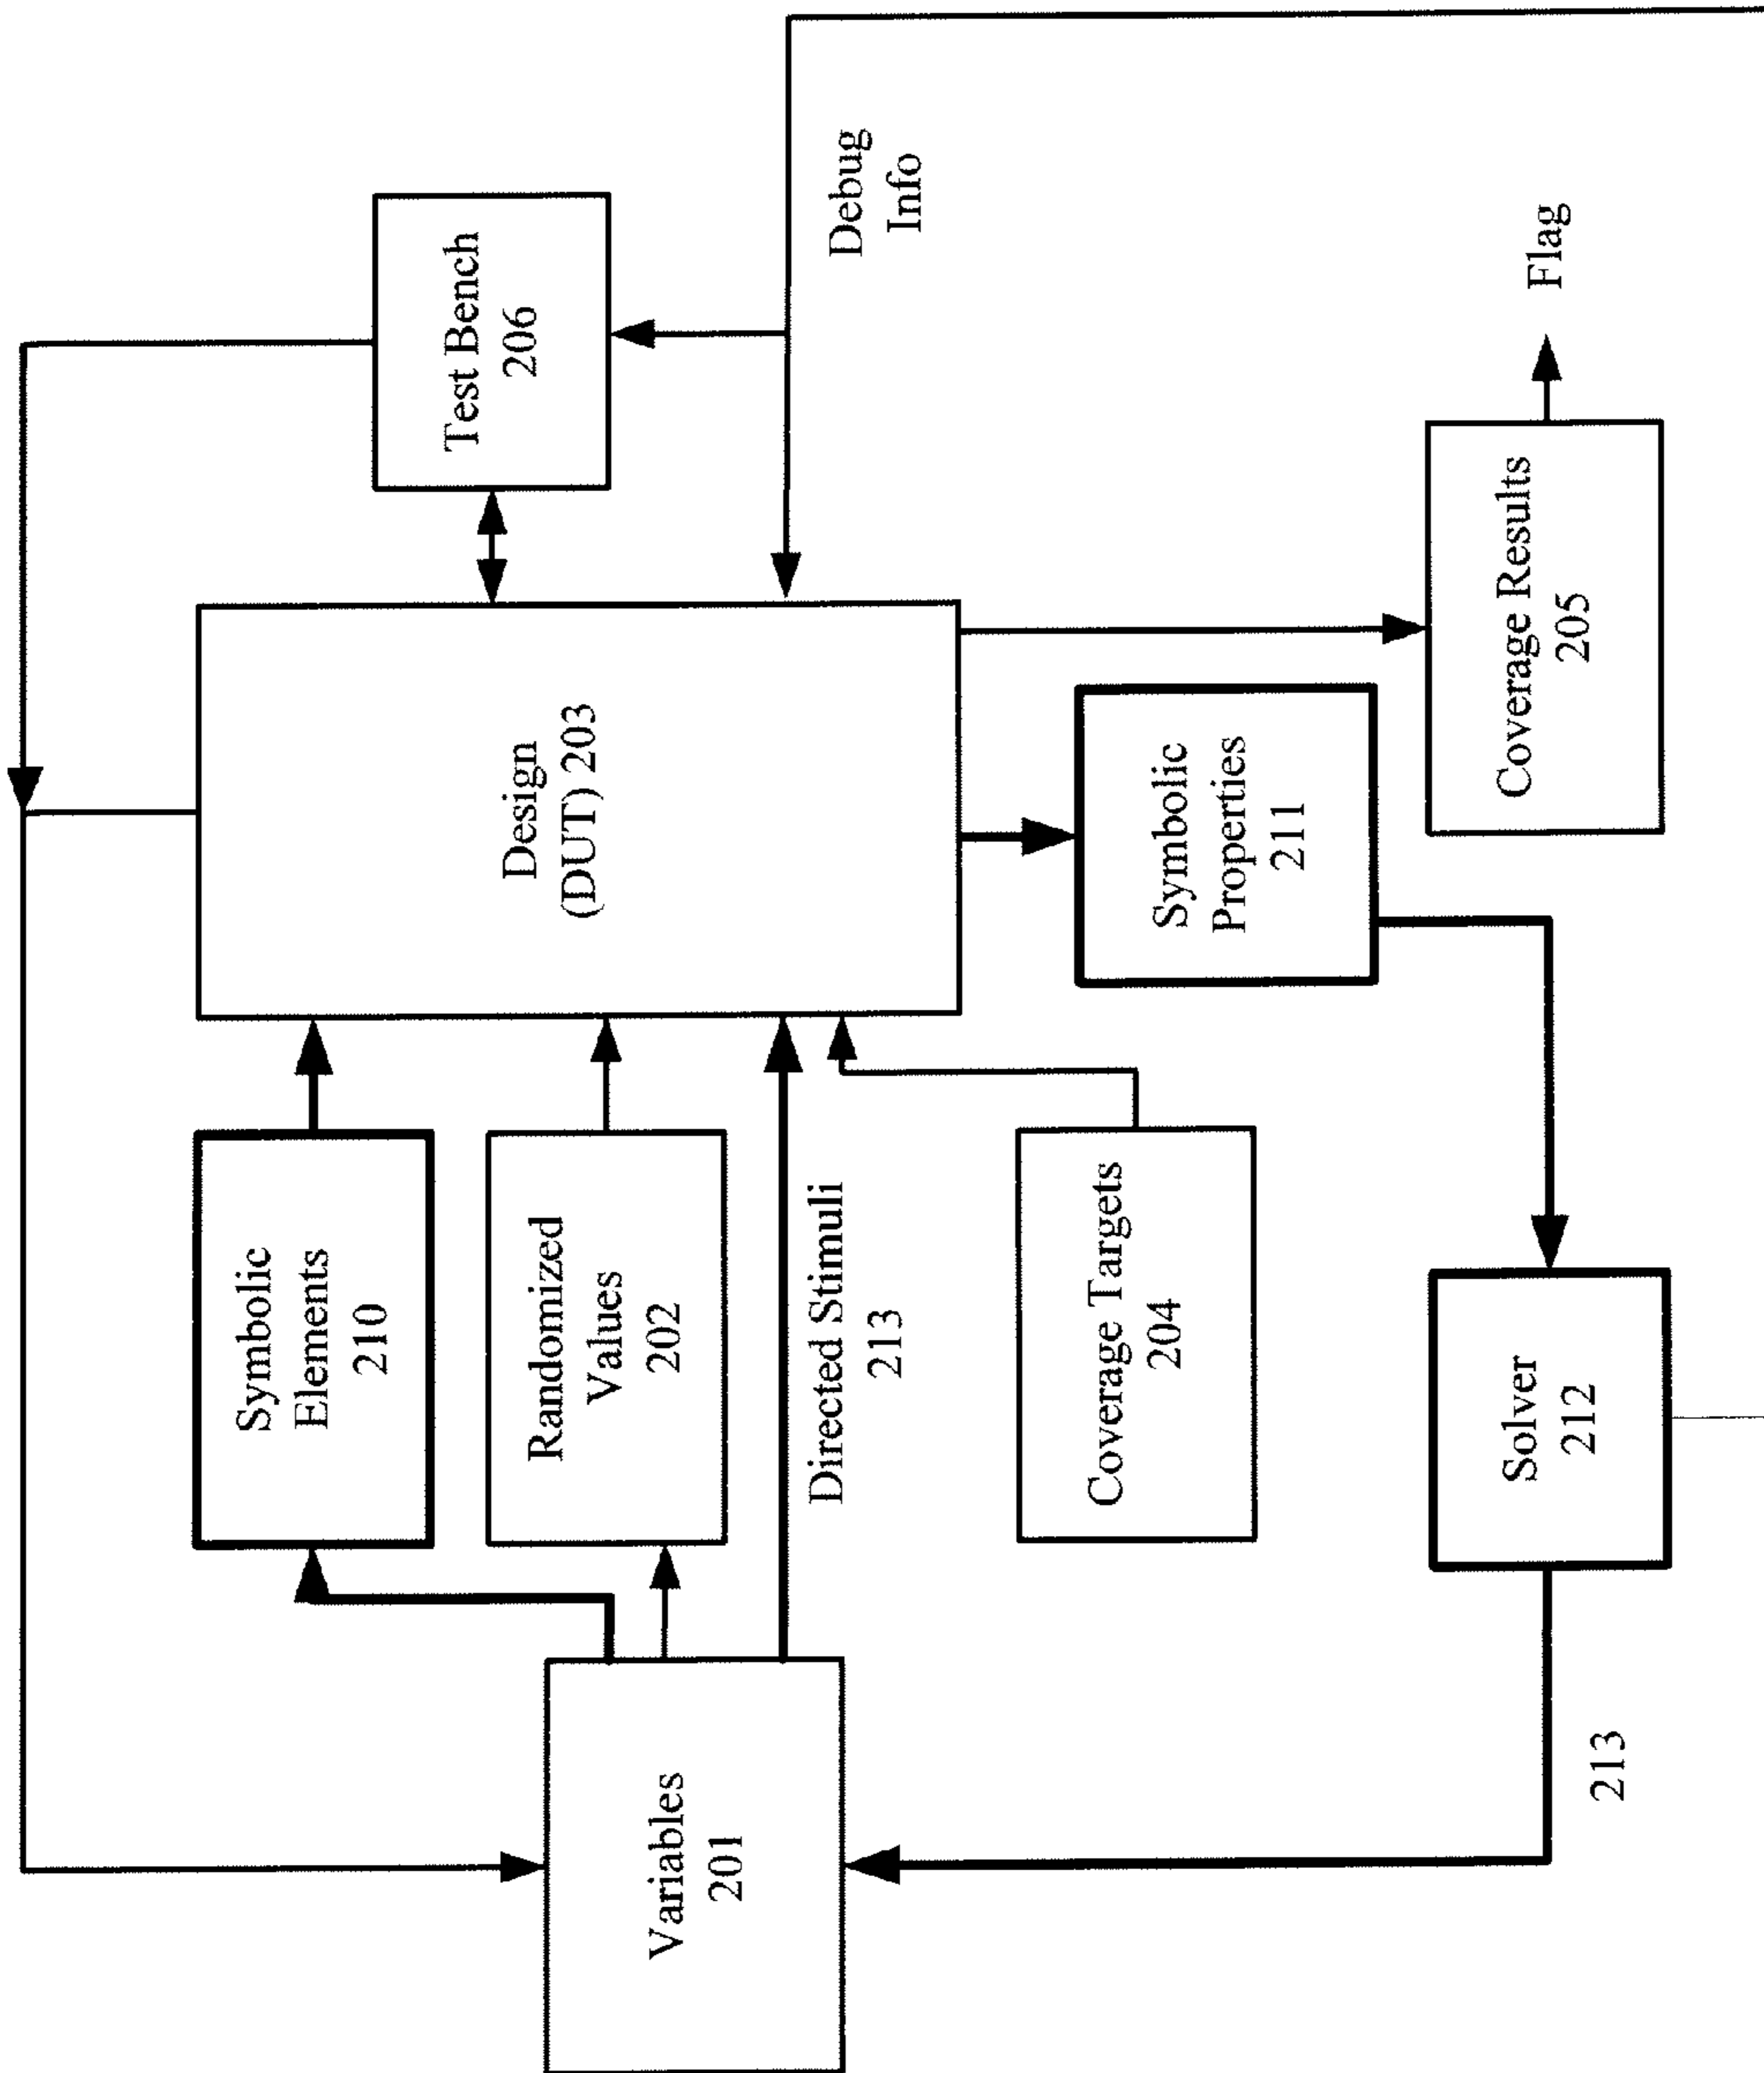 Variables
201
Symbolic
Elements
210
Randomized
Values
202
Directed Stimuli
213
Coverage Targets
204
Design
(DUT) 203
Test Bench
206
Debug
Info
Symbolic
Properties
211
Coverage Results
205
Flag
Solver
212
213